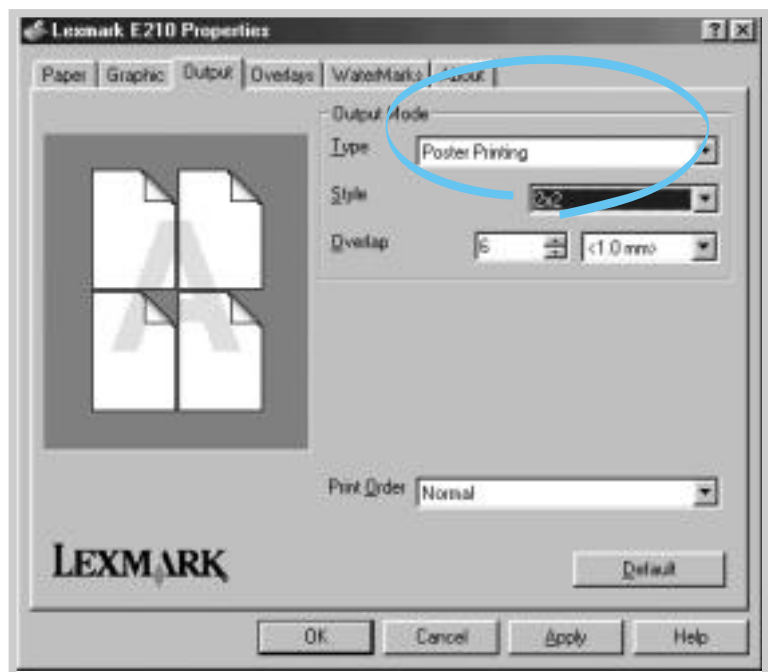 Lexmark E210 Properties
Paper Graphic Output Overlays WaterMarks About
Output Mode
Type Poster Printing
Style 2x2
Overlap 6 <1.0 mm>
A
Print Order Normal
LEXMARK
Default
OK Cancel Apply Help